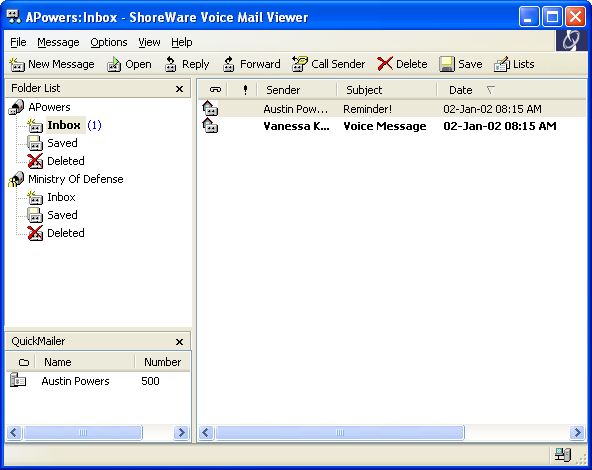 APowers:Inbox - ShoreWare Voice Mail Viewer
File Message Options View Help
New Message Open Reply Forward Call Sender Delete Save Lists
Folder List
APowers
Inbox (1)
Saved
Deleted
Ministry Of Defense
Inbox
Saved
Deleted
QuickMailer
Name Number
Austin Powers 500
! Sender Subject Date
Austin Pow... Reminder! 02-Jan-02 08:15 AM
Vanessa K... Voice Message 02-Jan-02 08:15 AM